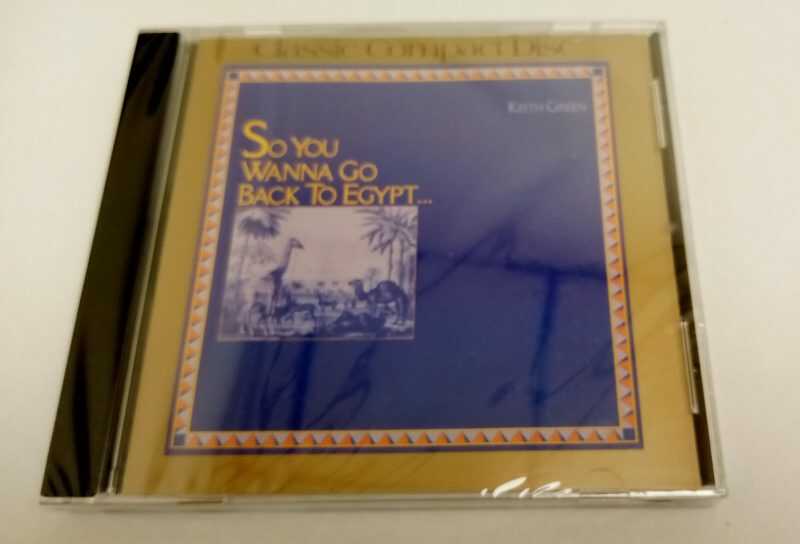 Classic Compact Disc
KEITH GREEN
SO YOU
WANNA GO
BACK TO EGYPT...